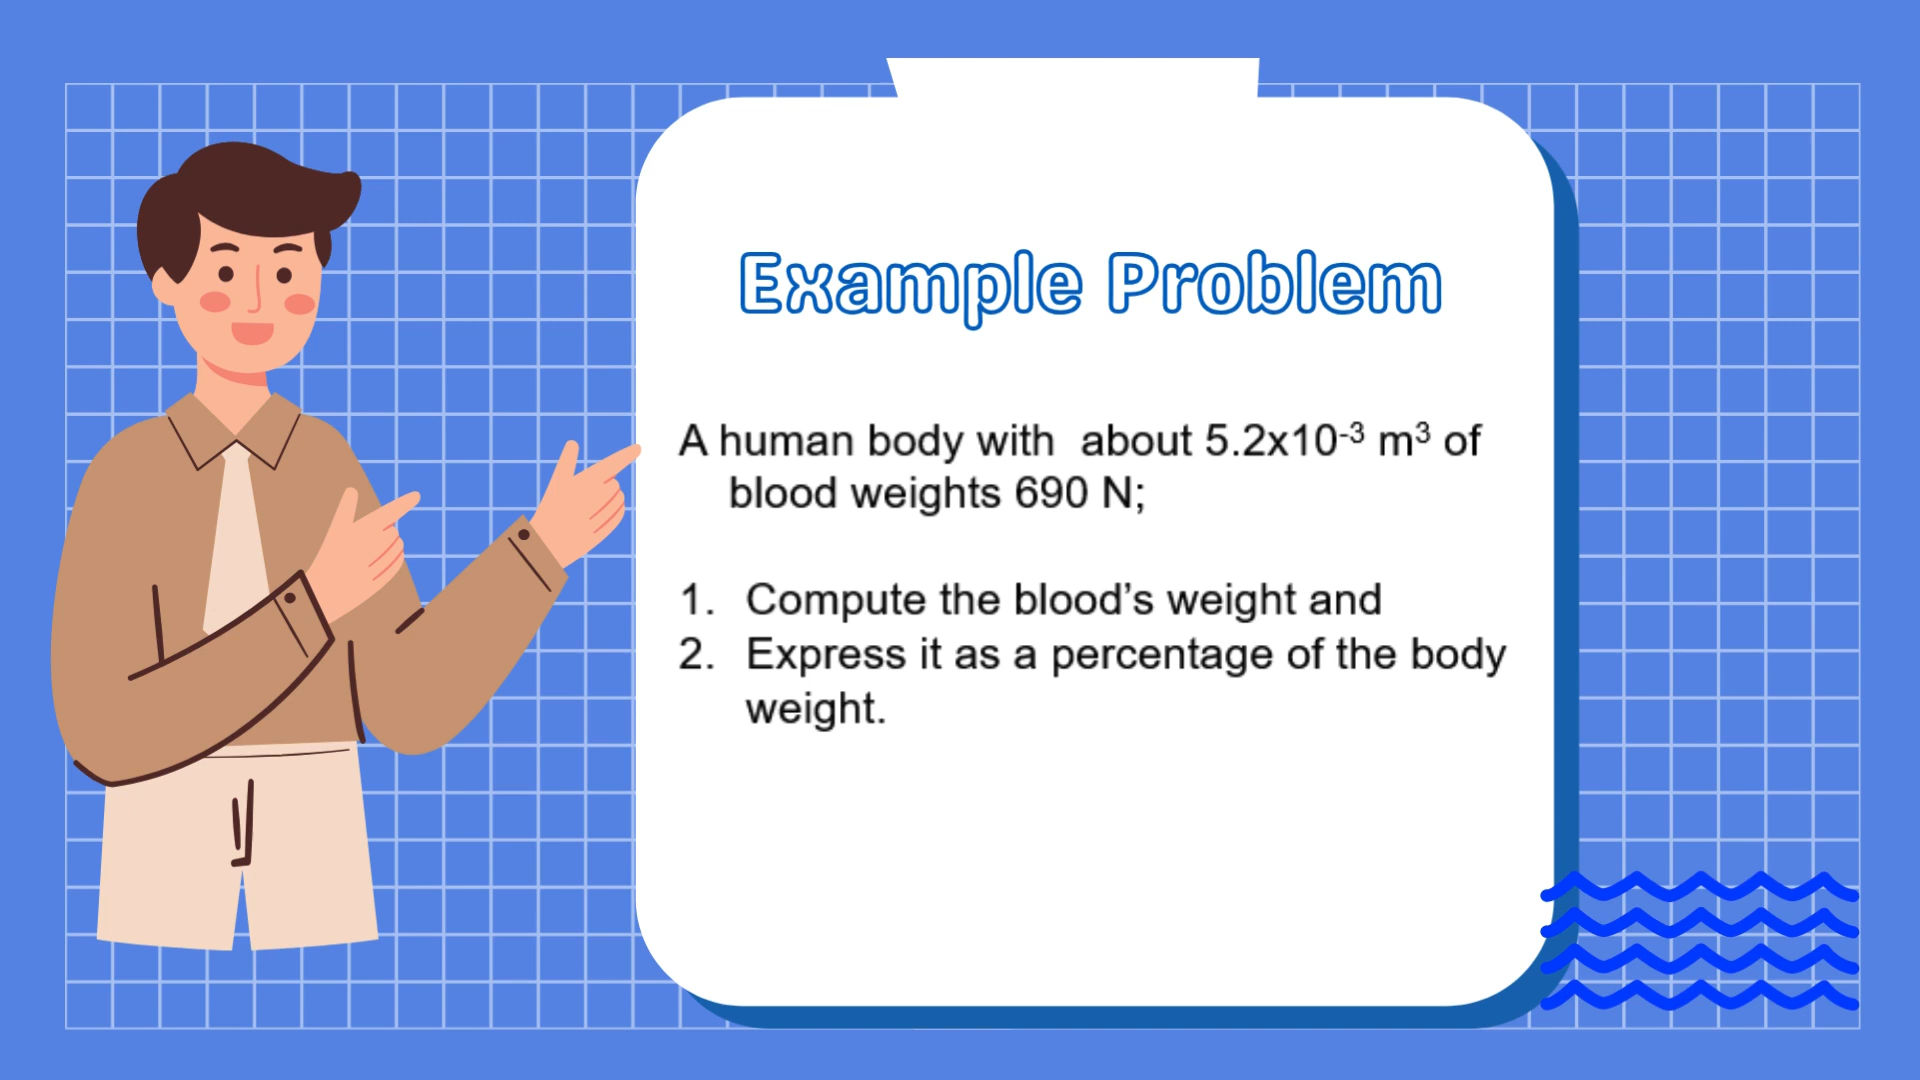 Example Problem
A human body with about 5.2x10⁻³ m³ of
blood weights 690 N;
1. Compute the blood’s weight and
2. Express it as a percentage of the body
weight.